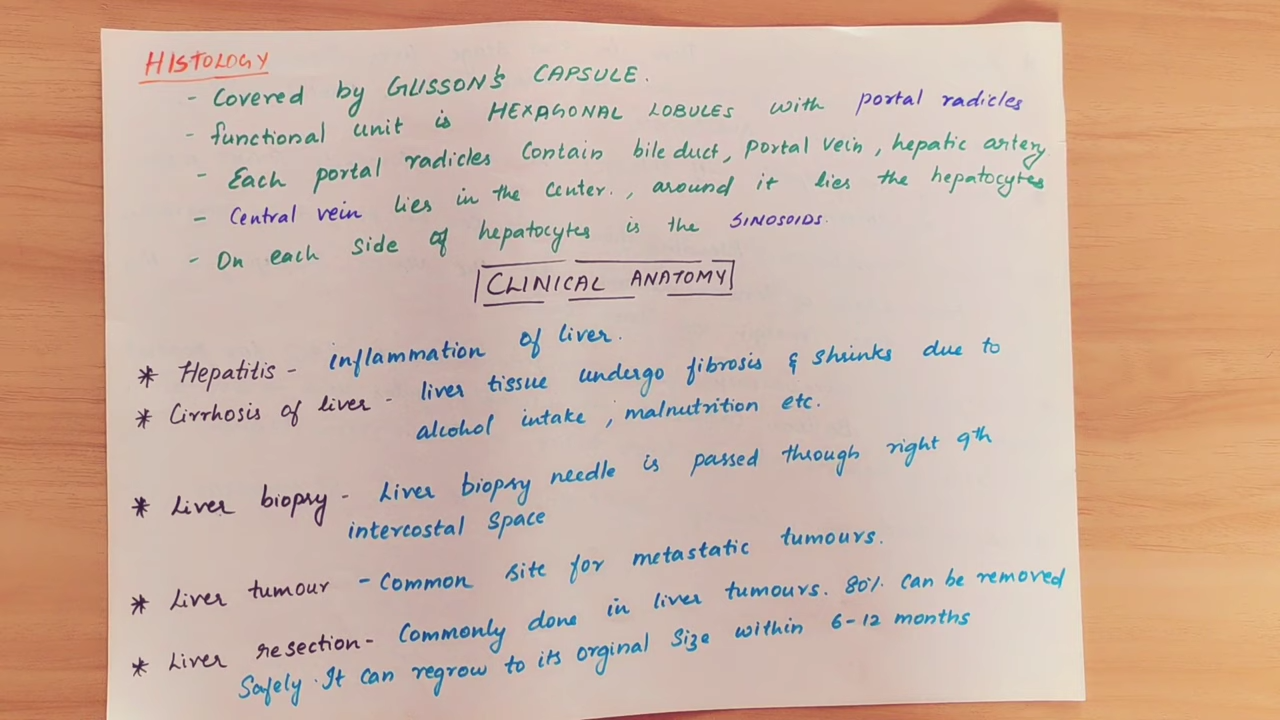 HISTOLOGY
- Covered by GLISSON'S CAPSULE.
- functional unit is HEXAGONAL LOBULES with portal radicles
- Each portal radicles contain bile duct, portal vein, hepatic artery
- Central vein lies in the center., around it lies the hepatocytes
- On each side of hepatocytes is the SINOSOIDS.
CLINICAL ANATOMY
* Hepatitis - inflammation of liver.
* Cirrhosis of liver - liver tissue undergo fibrosis & shrinks due to
alcohol intake, malnutrition etc.
* Liver biopsy - Liver biopsy needle is passed through right 9th
intercostal space
* Liver tumour - Common site for metastatic tumours.
* Liver resection - Commonly done in liver tumours. 80% can be removed
safely. It can regrow to its orginal size within 6-12 months